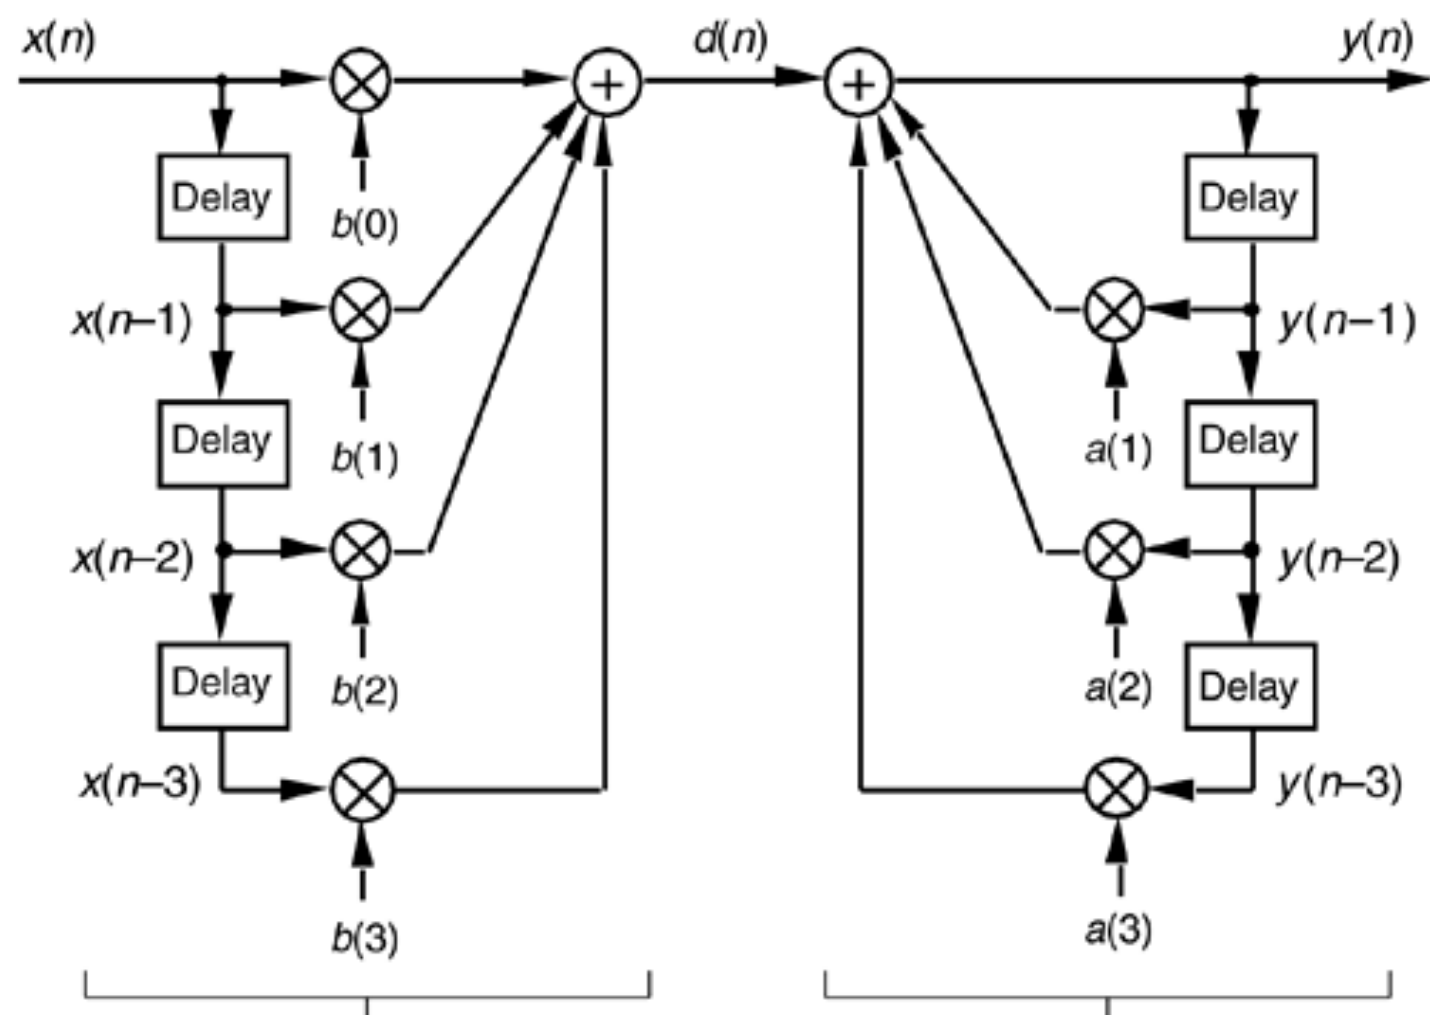 x(n) d(n) y(n)
+ +
Delay Delay
b(0)
x(n–1) y(n–1)
b(1) a(1)
Delay Delay
x(n–2) y(n–2)
b(2) a(2)
Delay Delay
x(n–3) y(n–3)
b(3) a(3)